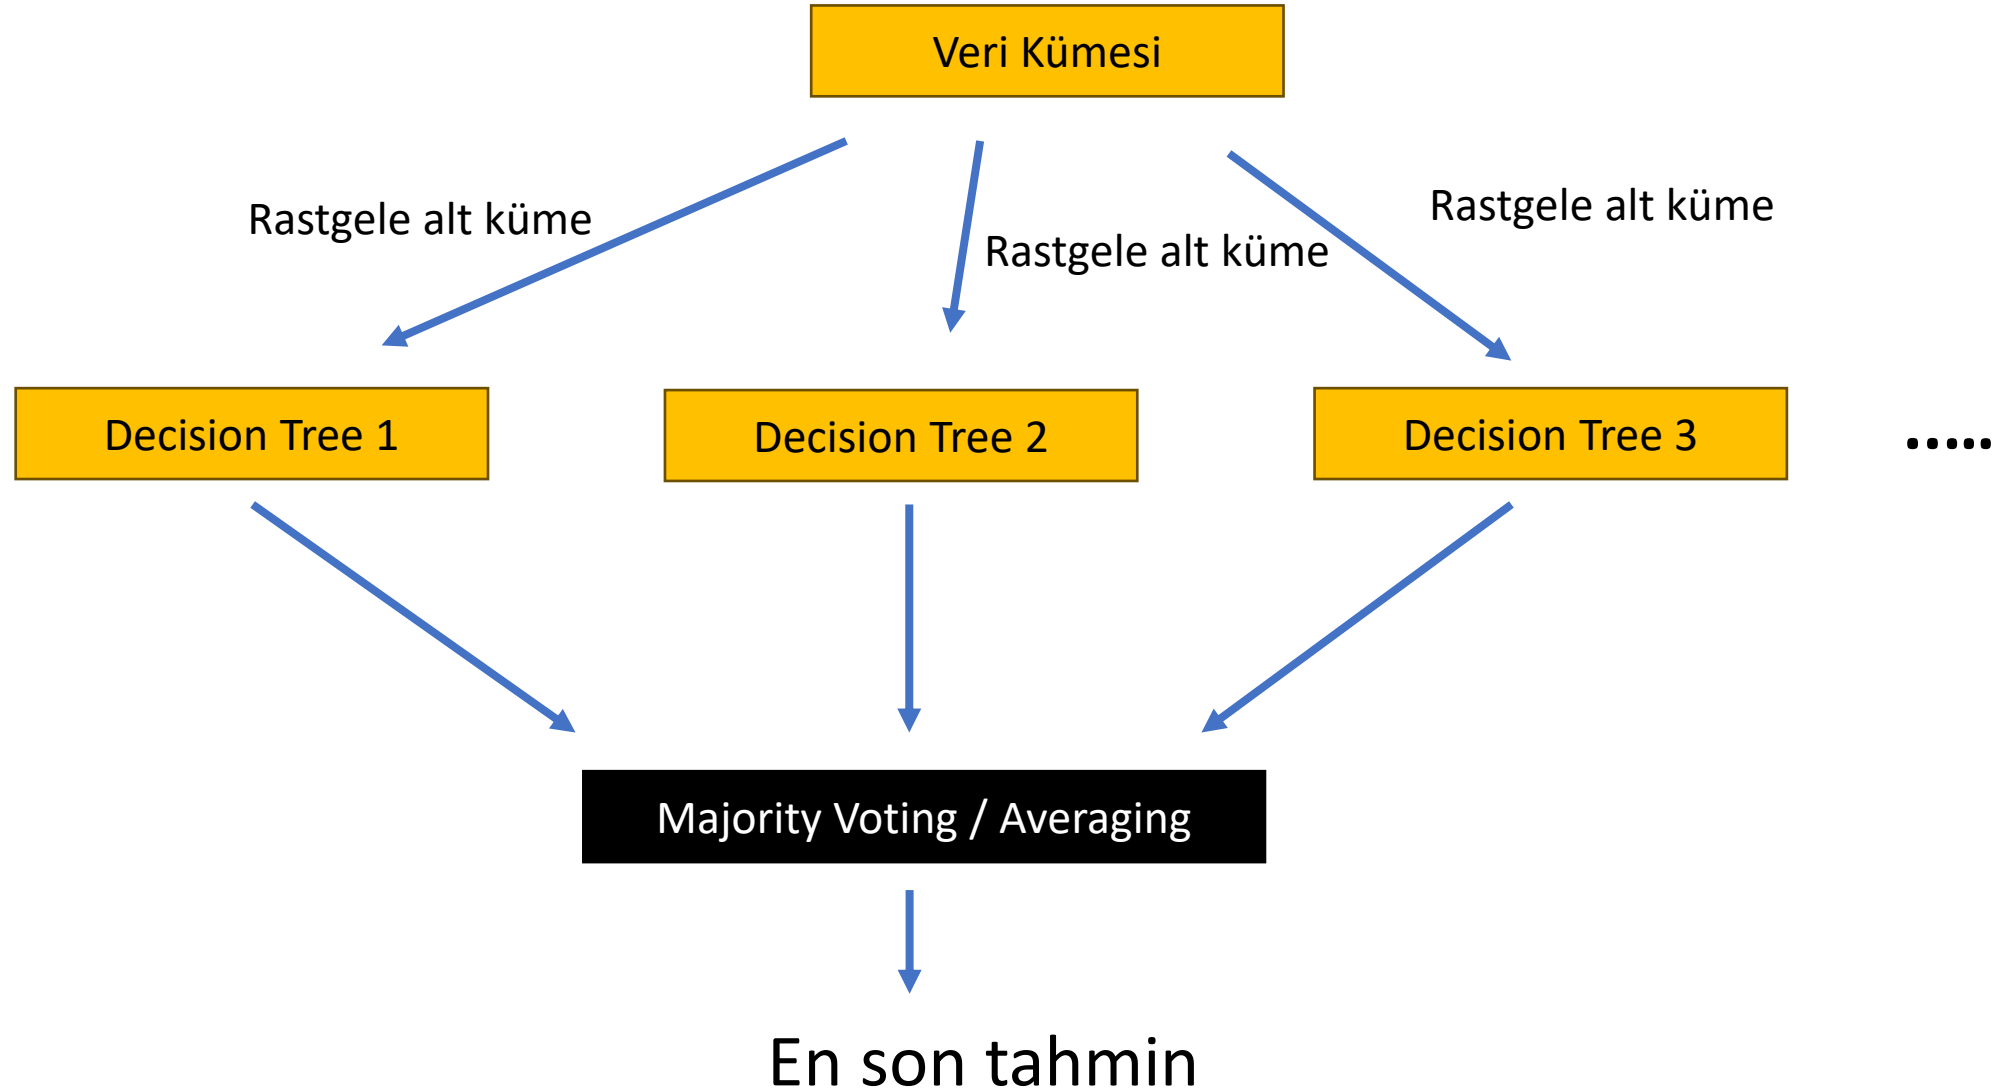 Veri Kümesi
Rastgele alt küme
Rastgele alt küme
Rastgele alt küme
Decision Tree 1
Decision Tree 2
Decision Tree 3
.....
Majority Voting / Averaging
En son tahmin